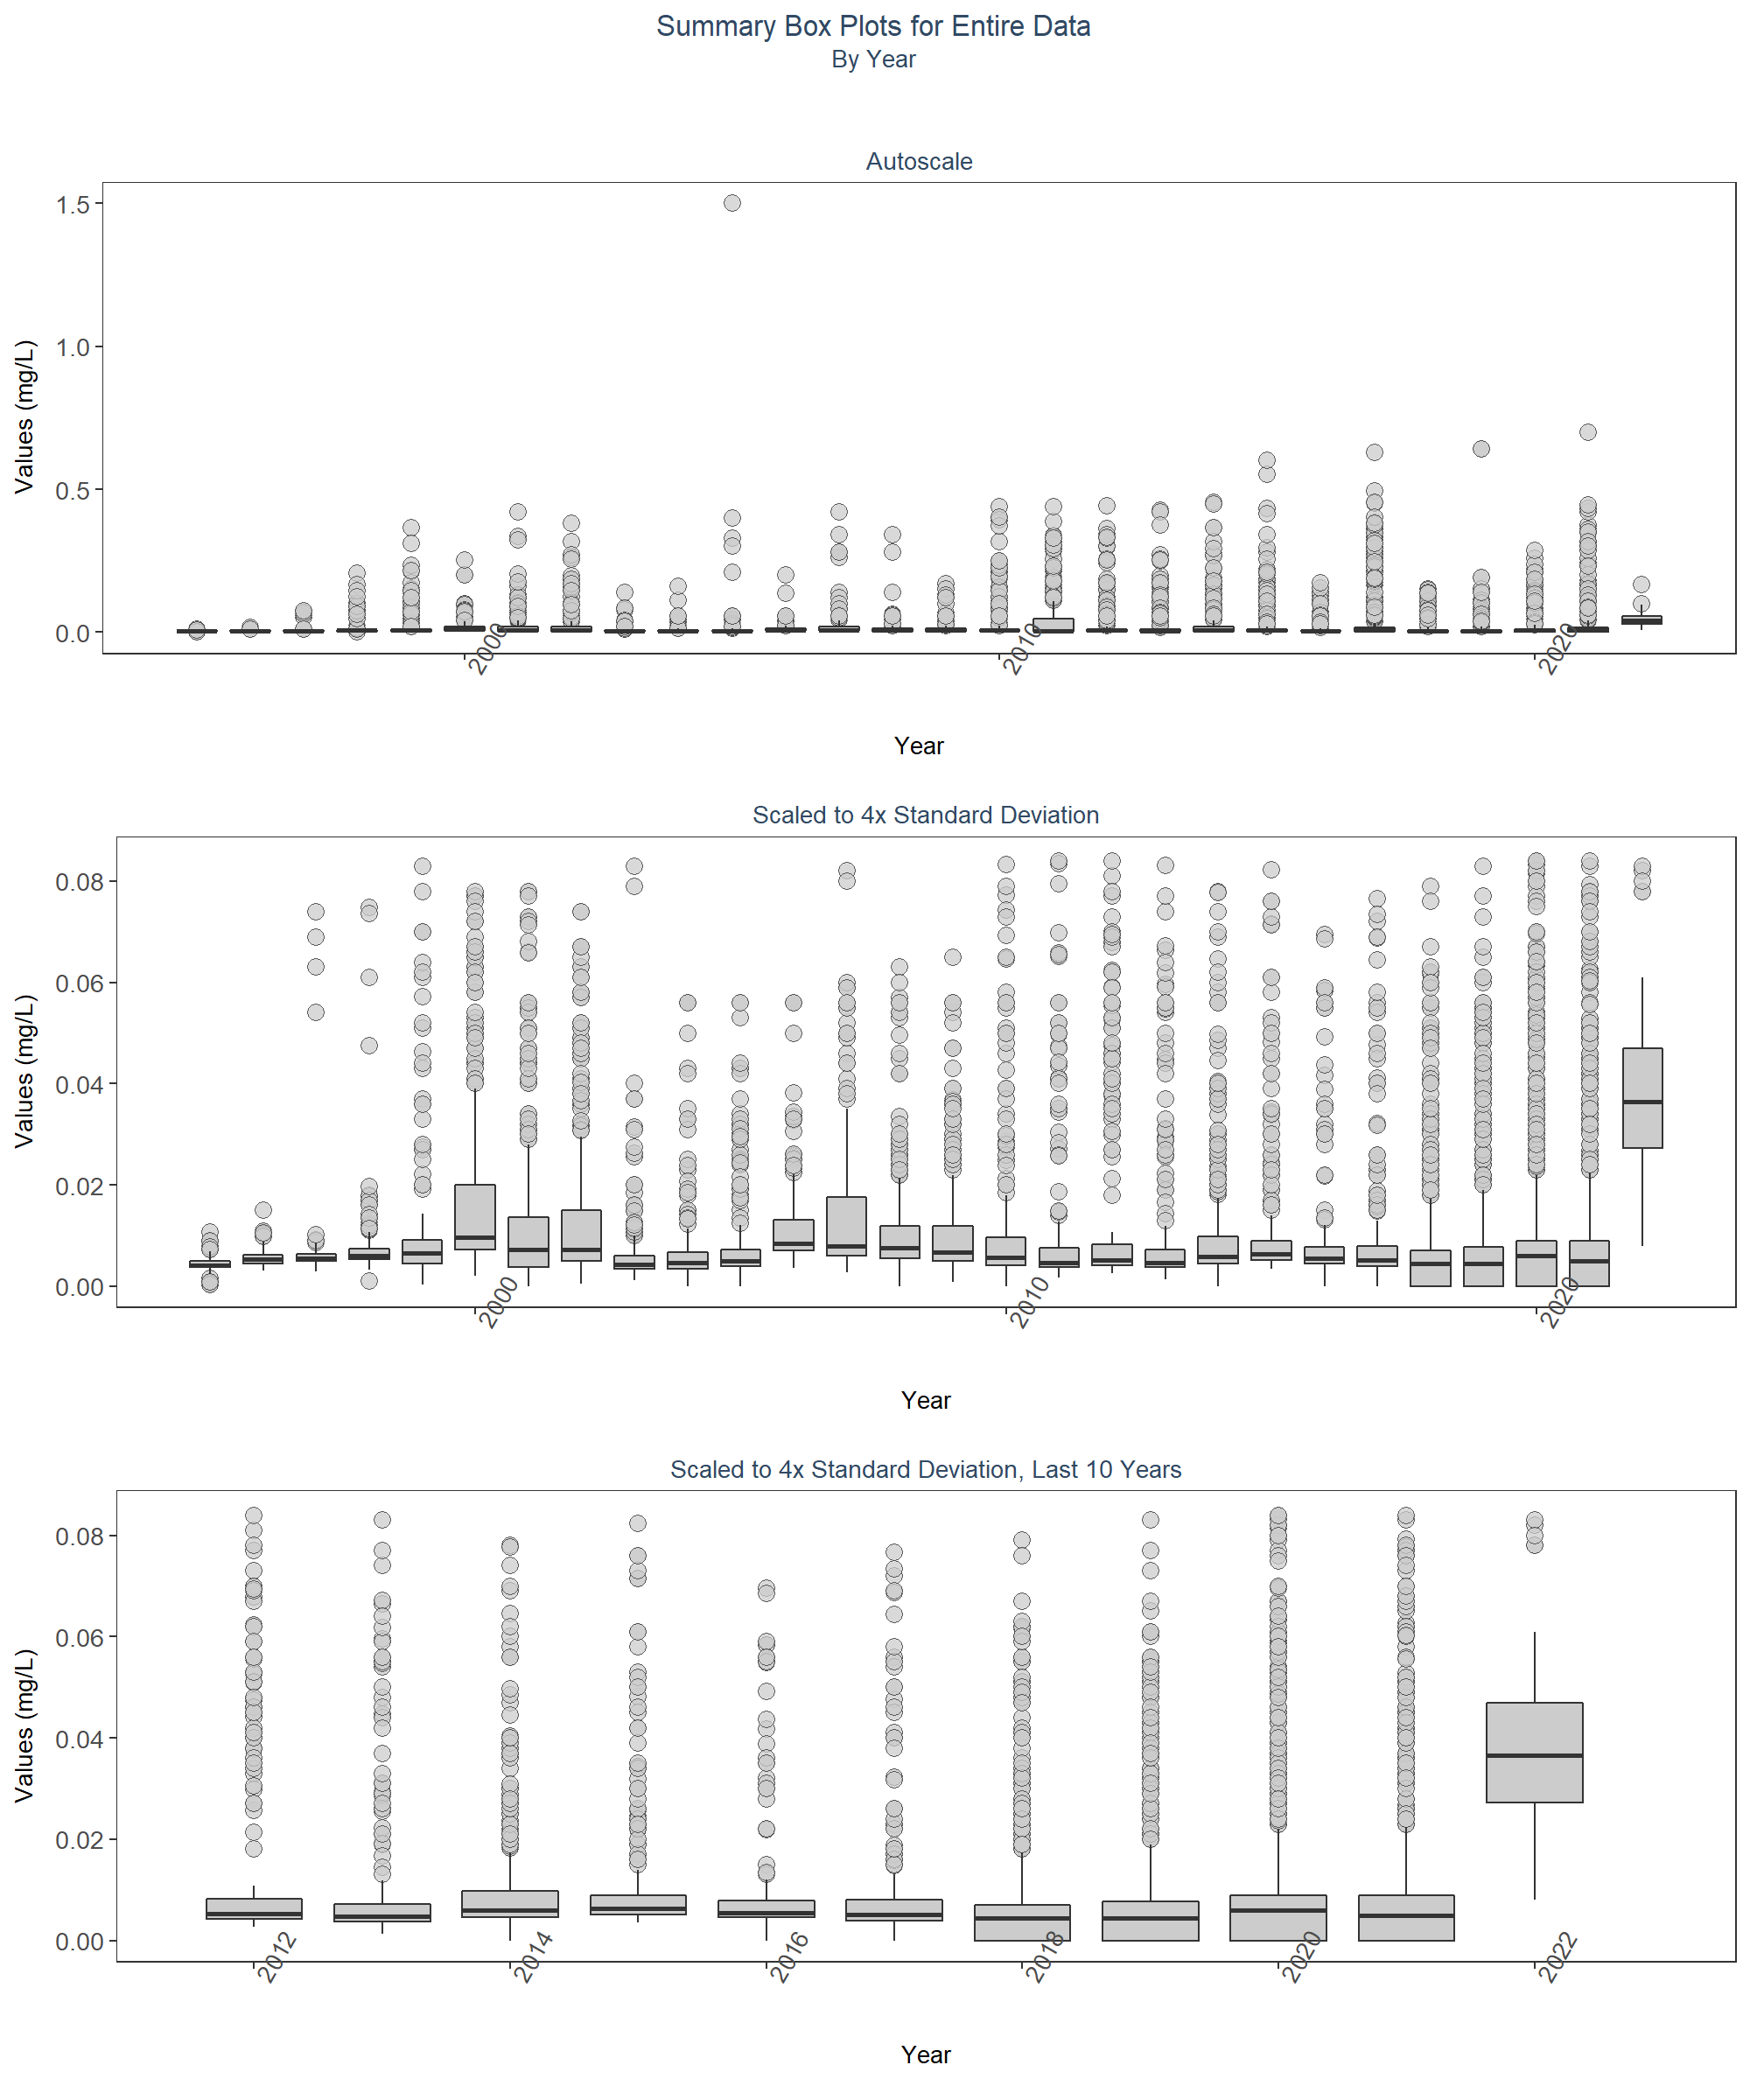 Summary Box Plots for Entire Data
By Year
Autoscale
Values (mg/L)
1.5
1.0
0.5
0.0
2000
2010
2020
Year
Scaled to 4x Standard Deviation
Values (mg/L)
0.08
0.06
0.04
0.02
0.00
2000
2010
2020
Year
Scaled to 4x Standard Deviation, Last 10 Years
Values (mg/L)
0.08
0.06
0.04
0.02
0.00
2012
2014
2016
2018
2020
2022
Year